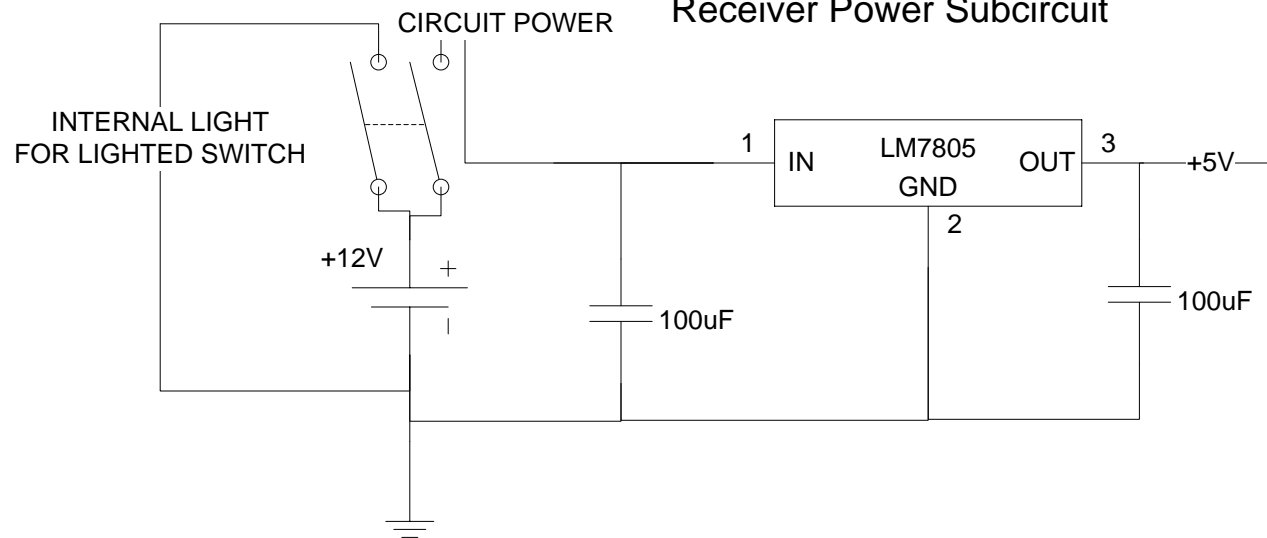 Receiver Power Subcircuit
CIRCUIT POWER
INTERNAL LIGHT
FOR LIGHTED SWITCH
1
IN
LM7805
GND
OUT
3
+5V
2
+12V
+
–
100uF
100uF